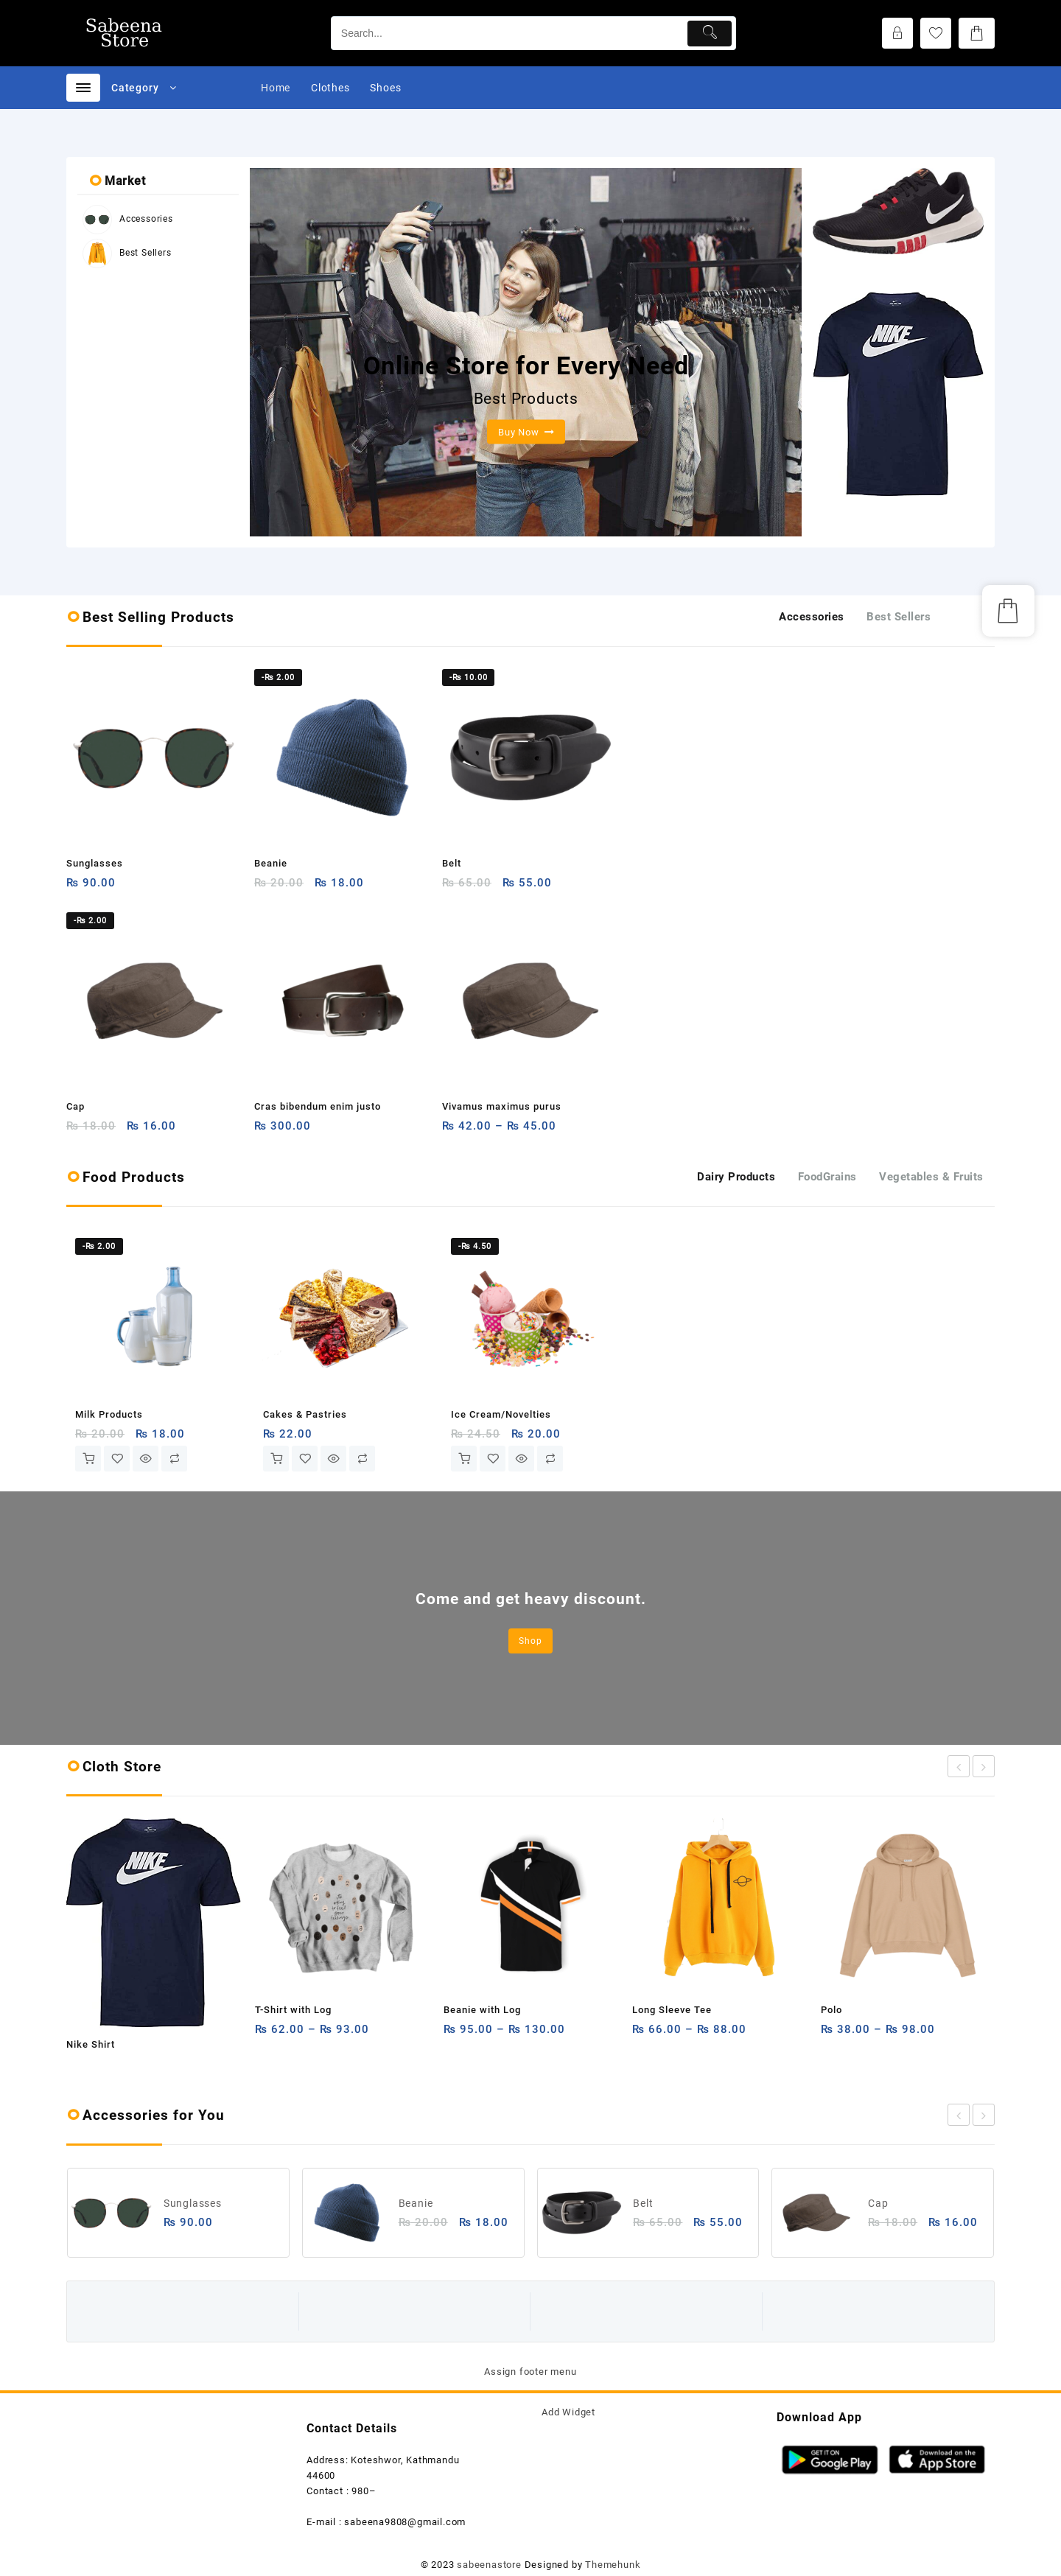 Sabeena
Store
Search...
Category
Home
Clothes
Shoes
Market
Accessories
Best Sellers
Online Store for Every Need
Best Products
Buy Now
NIKE
Best Selling Products
Accessories
Best Sellers
-₨ 2.00
-₨ 10.00
Sunglasses
Beanie
Belt
₨ 90.00
₨ 20.00 ₨ 18.00
₨ 65.00 ₨ 55.00
-₨ 2.00
Cap
Cras bibendum enim justo
Vivamus maximus purus
₨ 18.00 ₨ 16.00
₨ 300.00
₨ 42.00 – ₨ 45.00
Food Products
Dairy Products
FoodGrains
Vegetables & Fruits
-₨ 2.00
-₨ 4.50
Milk Products
Cakes & Pastries
Ice Cream/Novelties
₨ 20.00 ₨ 18.00
₨ 22.00
₨ 24.50 ₨ 20.00
Come and get heavy discount.
Shop
Cloth Store
NIKE
T-Shirt with Log
Beanie with Log
Long Sleeve Tee
Polo
₨ 62.00 – ₨ 93.00
₨ 95.00 – ₨ 130.00
₨ 66.00 – ₨ 88.00
₨ 38.00 – ₨ 98.00
Nike Shirt
Accessories for You
Sunglasses
₨ 90.00
Beanie
₨ 20.00 ₨ 18.00
Belt
₨ 65.00 ₨ 55.00
Cap
₨ 18.00 ₨ 16.00
Assign footer menu
Contact Details
Address: Koteshwor, Kathmandu
44600
Contact : 980–
E-mail : sabeena9808@gmail.com
Add Widget
Download App
GET IT ON
Google Play
Download on the
App Store
© 2023 sabeenastore Designed by Themehunk